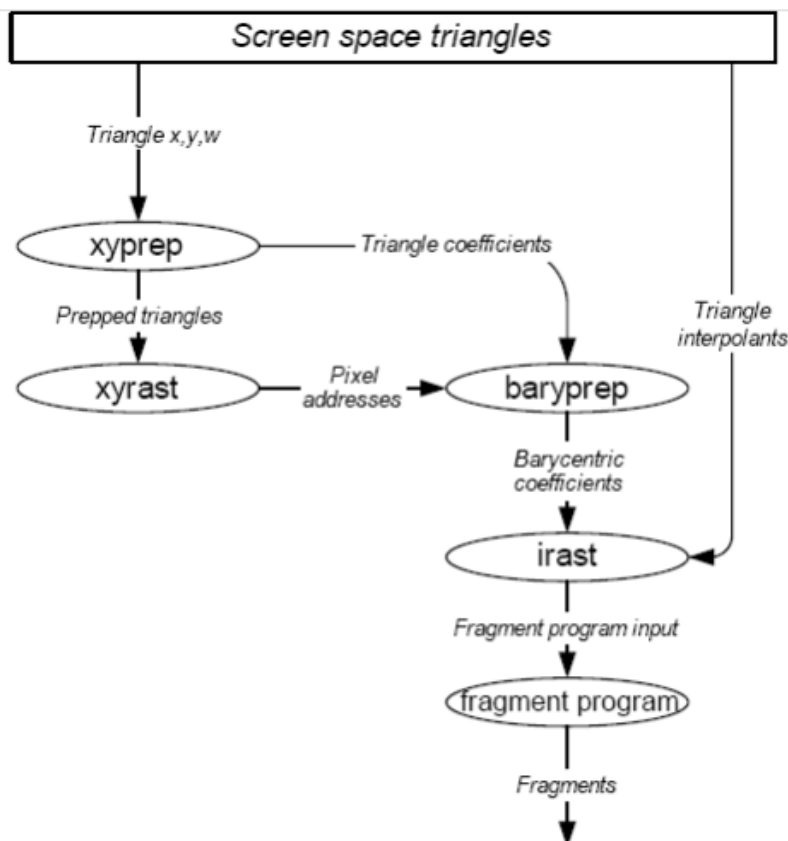 Screen space triangles
Triangle x,y,w
xyprep
Triangle coefficients
Prepped triangles
Triangle
interpolants
xyrast
Pixel
addresses
baryprep
Barycentric
coefficients
irast
Fragment program input
fragment program
Fragments